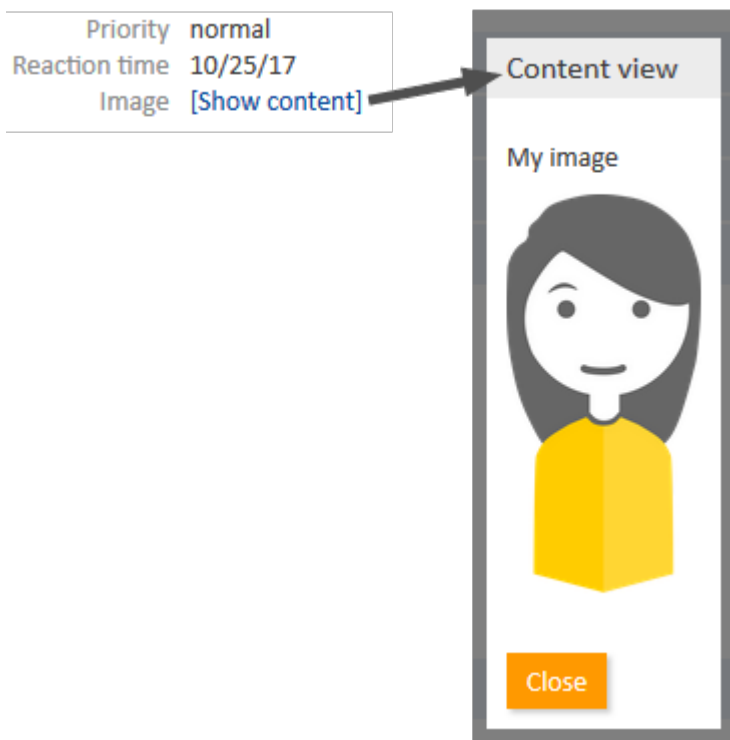 Priority normal
Reaction time 10/25/17
Image [Show content]
Content view
My image
Close